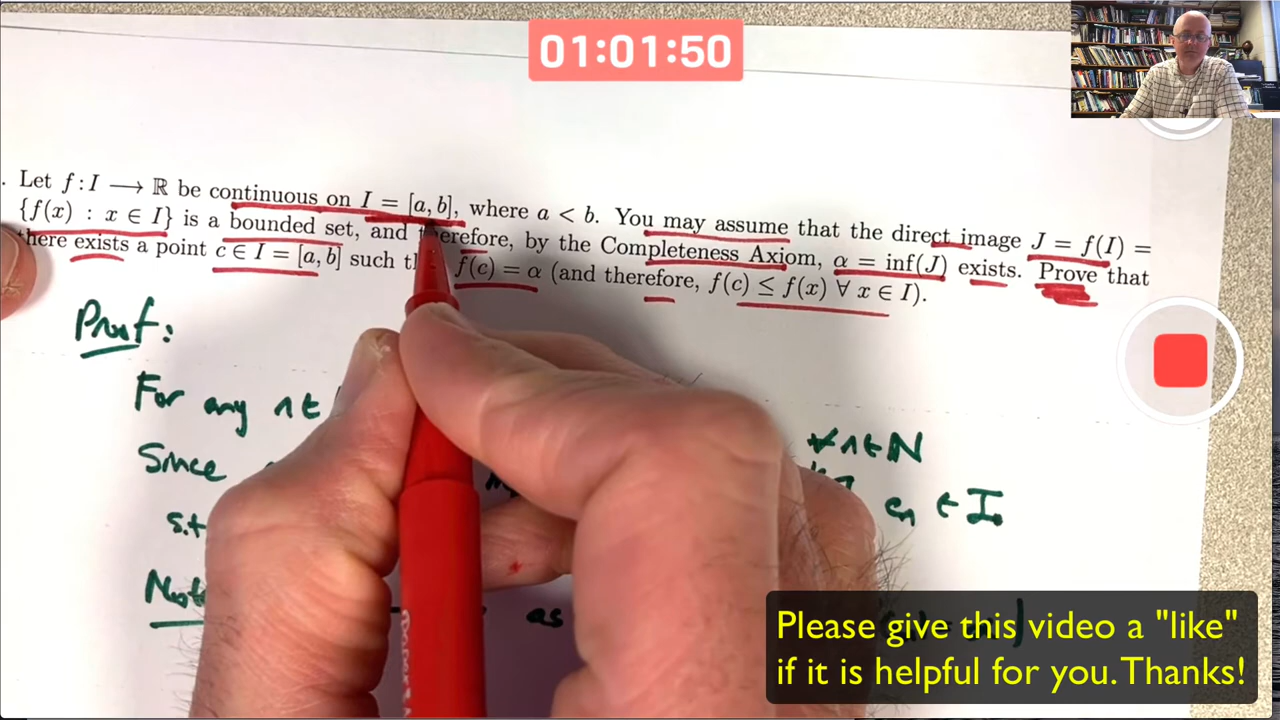 01:01:50
. Let f : I ⟶ ℝ be continuous on I = [a, b], where a < b. You may assume that the direct image J = f(I) =
{f(x) : x ∈ I} is a bounded set, and therefore, by the Completeness Axiom, α = inf(J) exists. Prove that
there exists a point c ∈ I = [a, b] such f(c) = α (and therefore, f(c) ≤ f(x) ∀ x ∈ I).
Proof:
For any n ∈ ∀ n ∈ ℕ
Since
s.t cn ∈ I.
Note as
Please give this video a "like"
if it is helpful for you. Thanks!